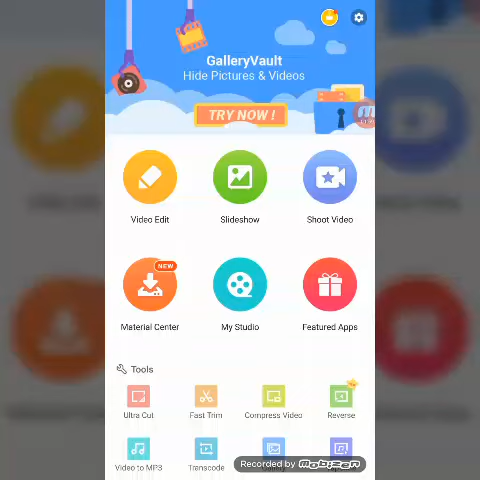 GalleryVault
Hide Pictures & Videos
TRY NOW !
Video Edit
Slideshow
Shoot Video
NEW
Material Center
My Studio
Featured Apps
Tools
Ultra Cut
Fast Trim
Compress Video
Reverse
Video to MP3
Transcode
Recorded by mobizen